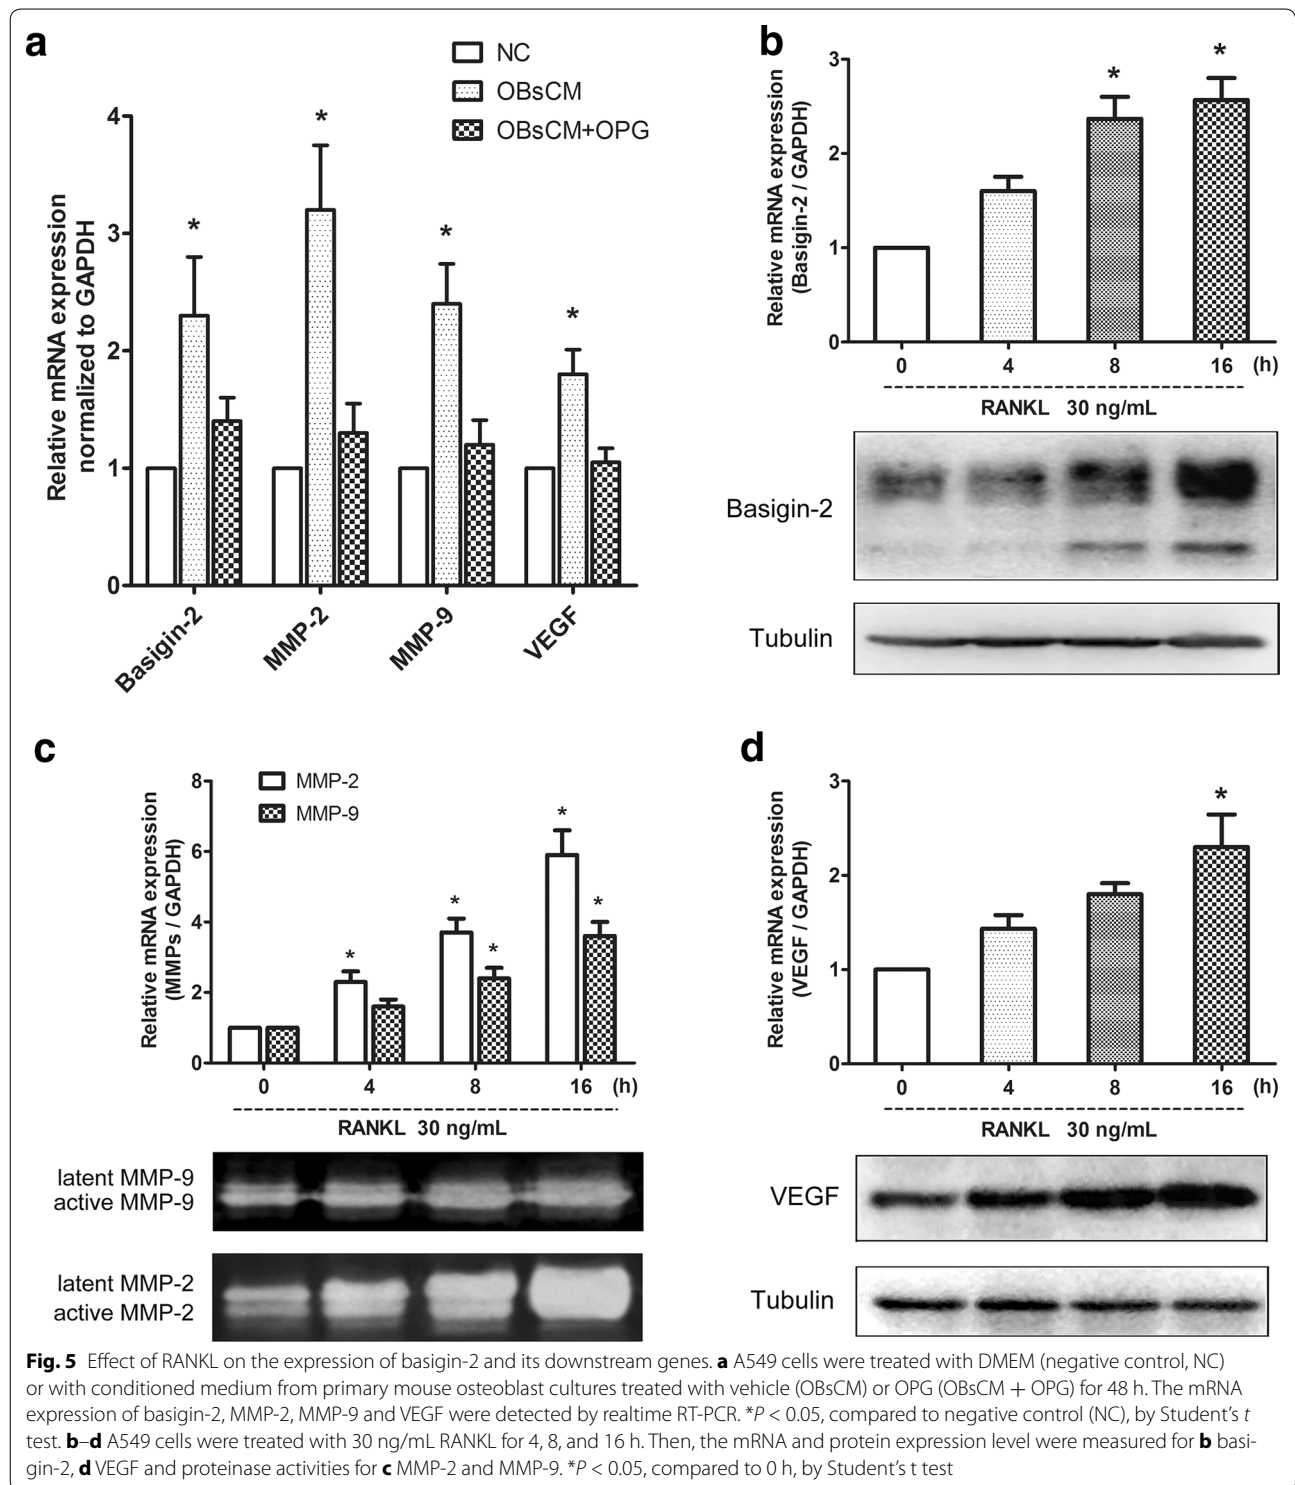 a
NC
OBsCM
OBsCM+OPG
Relative mRNA expression
normalized to GAPDH
4
3
2
1
0
*
*
*
*
Basigin-2
MMP-2
MMP-9
VEGF
b
Relative mRNA expression
(Basigin-2 / GAPDH)
3
2
1
0
*
*
0 4 8 16 (h)
RANKL 30 ng/mL
Basigin-2
Tubulin
c
MMP-2
MMP-9
Relative mRNA expression
(MMPs / GAPDH)
8
6
4
2
0
*
*
*
*
*
0 4 8 16 (h)
RANKL 30 ng/mL
latent MMP-9
active MMP-9
latent MMP-2
active MMP-2
d
Relative mRNA expression
(VEGF / GAPDH)
3
2
1
0
*
0 4 8 16 (h)
RANKL 30 ng/mL
VEGF
Tubulin
Fig. 5 Effect of RANKL on the expression of basigin-2 and its downstream genes. a A549 cells were treated with DMEM (negative control, NC)
or with conditioned medium from primary mouse osteoblast cultures treated with vehicle (OBsCM) or OPG (OBsCM + OPG) for 48 h. The mRNA
expression of basigin-2, MMP-2, MMP-9 and VEGF were detected by realtime RT-PCR. *P < 0.05, compared to negative control (NC), by Student's t
test. b–d A549 cells were treated with 30 ng/mL RANKL for 4, 8, and 16 h. Then, the mRNA and protein expression level were measured for b basi-
gin-2, d VEGF and proteinase activities for c MMP-2 and MMP-9. *P < 0.05, compared to 0 h, by Student's t test